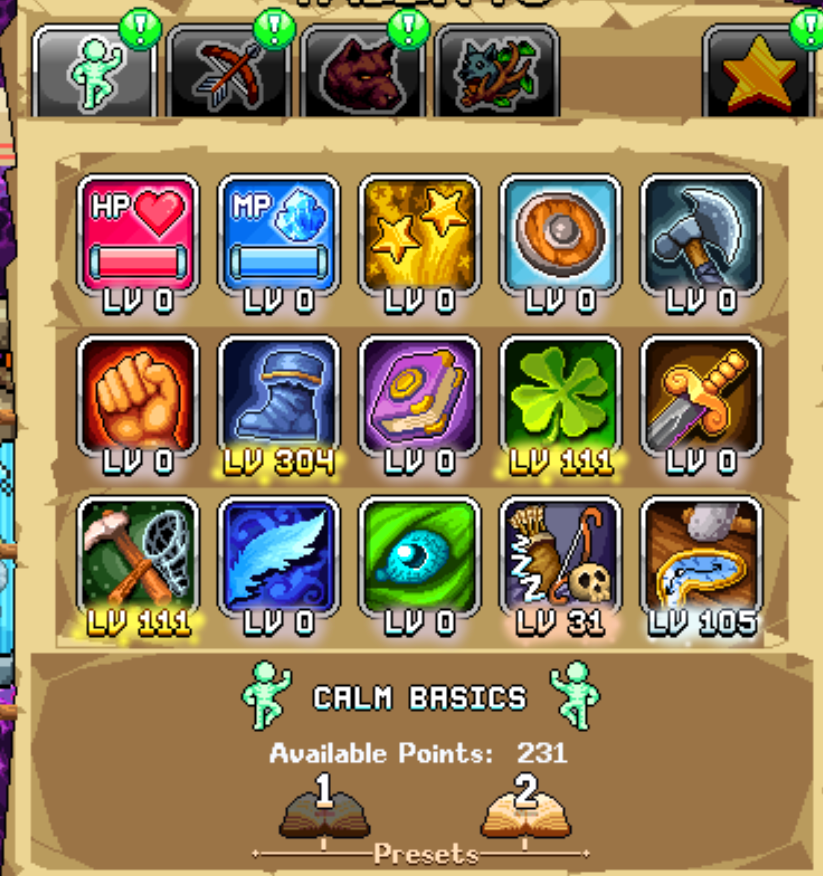 TALENTS
HP MP
LV 0 LV 0 LV 0 LV 0 LV 0
LV 0 LV 304 LV 0 LV 111 LV 0
ZZZ
LV 111 LV 0 LV 0 LV 31 LV 105
CALM BASICS
Available Points: 231
1 2
Presets